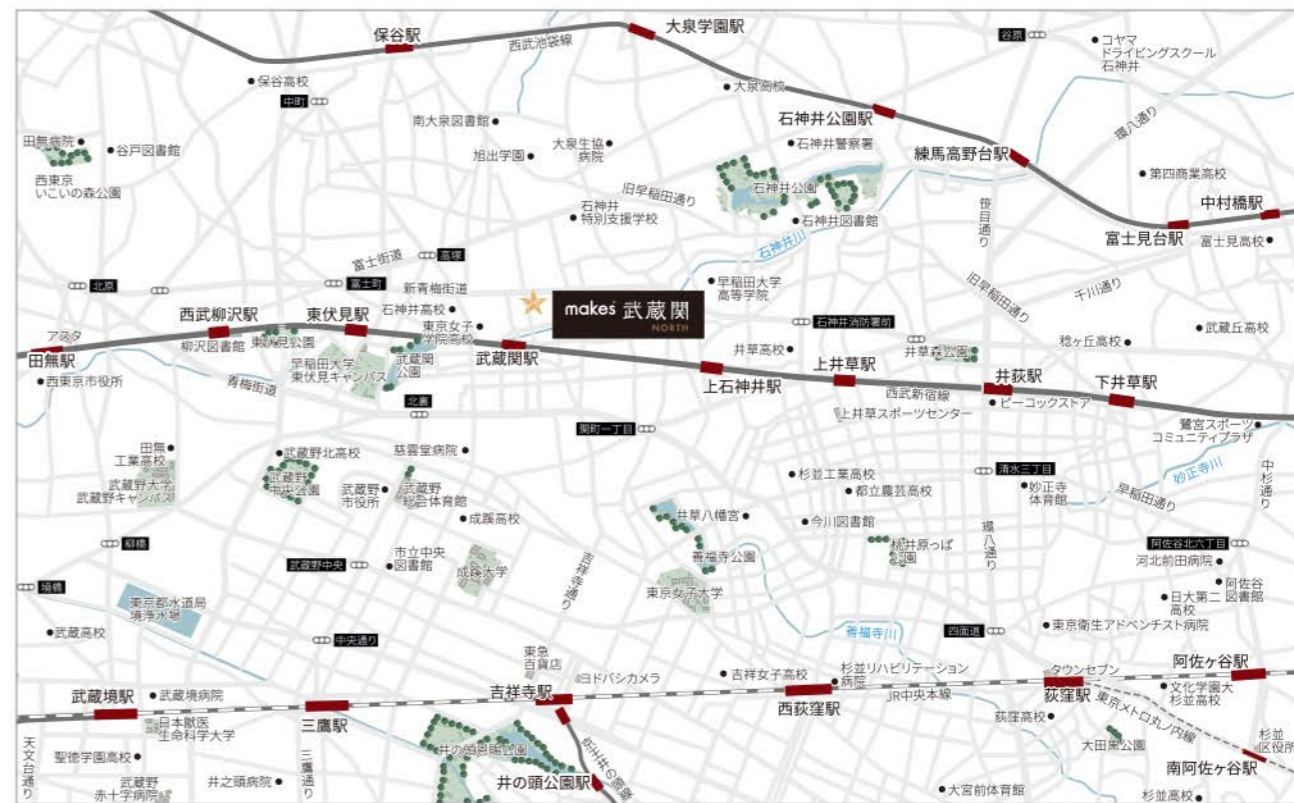 保谷駅
大泉学園駅
西武池袋線
谷原
コヤマ
ドライビングスクール
石神井
保谷高校
大泉高校
中町
石神井公園駅
環八通り
南大泉図書館
田無病院
谷戸図書館
旭出学園
大泉生協
病院
石神井警察署
練馬高野台駅
西東京
いこいの森公園
旧早稲田通り
石神井公園
第四商業高校
石神井
特別支援学校
石神井図書館
笹目通り
中村橋駅
富士見台駅
富士見高校
石神井川
富士街道
高塚
北原
富士町
新青梅街道
早稲田大学
高等学院
旧早稲田通り
千川通り
makes 武蔵関
NORTH
西武柳沢駅
東伏見駅
石神井高校
東京女子
学院高校
石神井消防署前
武蔵丘高校
アスタ
田無駅
柳沢図書館
東伏見公園
武蔵関駅
井草高校
井草森公園
稔ヶ丘高校
早稲田大学
東伏見キャンパス
武蔵関
公園
上石神井駅
上井草駅
井荻駅
下井草駅
西東京市役所
青梅街道
西武新宿線
ピーコックストア
北裏
上井草スポーツセンター
関町一丁目
鷺宮スポーツ
コミュニティプラザ
田無
工業高校
武蔵野北高校
慈雲堂病院
武蔵野大学
武蔵野キャンパス
武蔵野
中央公園
武蔵野
市役所
武蔵野
総合体育館
杉並工業高校
都立農芸高校
清水三丁目
妙正寺
体育館
妙正寺川
早稲田通り
中杉通り
成蹊高校
井草八幡宮
今川図書館
環八通り
柳橋
武蔵野中央
市立中央
図書館
成蹊大学
吉祥寺通り
善福寺公園
桃井原っぱ
公園
阿佐谷北六丁目
河北前田病院
境橋
東京都水道局
境浄水場
東京女子大学
阿佐谷
図書館
日大第二
高校
武蔵高校
中央通り
善福寺川
四面道
東京衛生アドベンチスト病院
東急
百貨店
ヨドバシカメラ
吉祥女子高校
杉並リハビリテーション
病院
タウンセブン
阿佐ヶ谷駅
武蔵境駅
武蔵境病院
吉祥寺駅
西荻窪駅
JR中央本線
荻窪駅
文化学園大
杉並高校
三鷹駅
日本獣医
生命科学大学
荻窪高校
東京メトロ丸ノ内線
天文台通り
聖徳学園高校
三鷹通り
井の頭恩賜公園
大田黒公園
杉並
区役所
武蔵野
赤十字病院
井之頭病院
井の頭公園駅
南阿佐ヶ谷駅
大宮前体育館
杉並高校